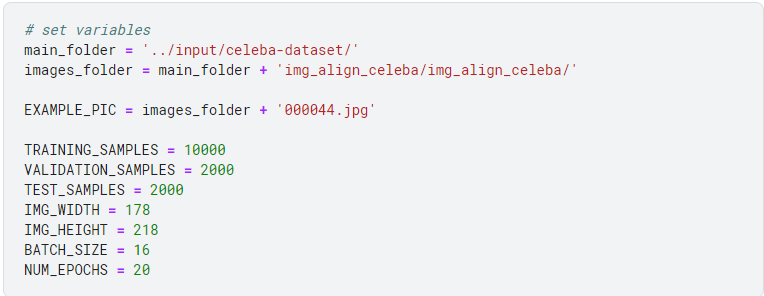 # set variables
main_folder = '../input/celeba-dataset/'
images_folder = main_folder + 'img_align_celeba/img_align_celeba/'
EXAMPLE_PIC = images_folder + '000044.jpg'
TRAINING_SAMPLES = 10000
VALIDATION_SAMPLES = 2000
TEST_SAMPLES = 2000
IMG_WIDTH = 178
IMG_HEIGHT = 218
BATCH_SIZE = 16
NUM_EPOCHS = 20